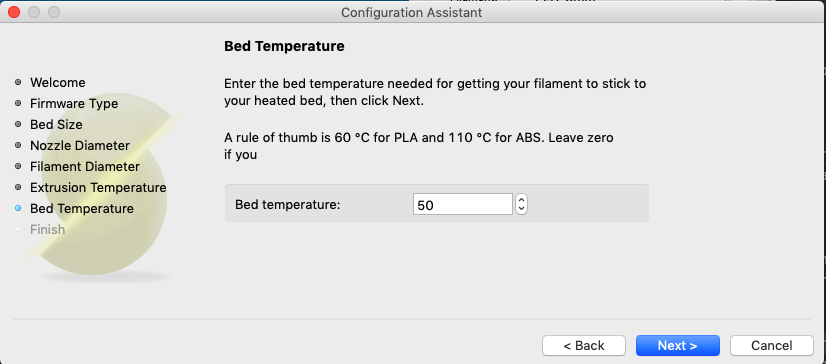 Configuration Assistant
Bed Temperature
Welcome
Firmware Type
Bed Size
Nozzle Diameter
Filament Diameter
Extrusion Temperature
Bed Temperature
Finish
Enter the bed temperature needed for getting your filament to stick to
your heated bed, then click Next.
A rule of thumb is 60 °C for PLA and 110 °C for ABS. Leave zero
if you
Bed temperature: 50
< Back Next > Cancel